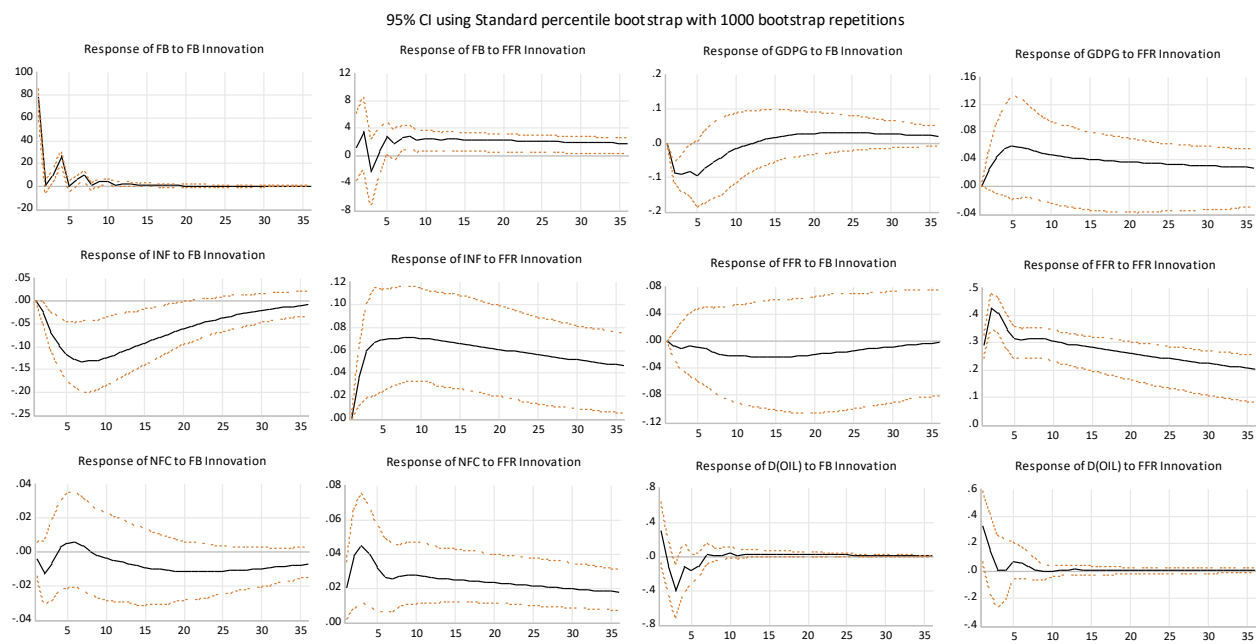 95% CI using Standard percentile bootstrap with 1000 bootstrap repetitions
Response of FB to FB Innovation
100
80
60
40
20
0
-20
5 10 15 20 25 30 35
Response of FB to FFR Innovation
12
8
4
0
-4
-8
5 10 15 20 25 30 35
Response of GDPG to FB Innovation
.2
.1
.0
.1
.2
5 10 15 20 25 30 35
Response of GDPG to FFR Innovation
.16
.12
.08
.04
.00
-.04
5 10 15 20 25 30 35
Response of INF to FB Innovation
.05
.00
-.05
-.10
-.15
-.20
-.25
5 10 15 20 25 30 35
Response of INF to FFR Innovation
.12
.10
.08
.06
.04
.02
.00
5 10 15 20 25 30 35
Response of FFR to FB Innovation
.08
.04
-.00
-.04
-.08
-.12
5 10 15 20 25 30 35
Response of FFR to FFR Innovation
.5
.4
.3
.2
.1
.0
5 10 15 20 25 30 35
Response of NFC to FB Innovation
.04
.02
.00
-.02
-.04
5 10 15 20 25 30 35
Response of NFC to FFR Innovation
.08
.06
.04
.02
.00
5 10 15 20 25 30 35
Response of D(OIL) to FB Innovation
.8
.4
.0
-.4
-.8
5 10 15 20 25 30 35
Response of D(OIL) to FFR Innovation
.6
.4
.2
.0
-.2
-.4
5 10 15 20 25 30 35